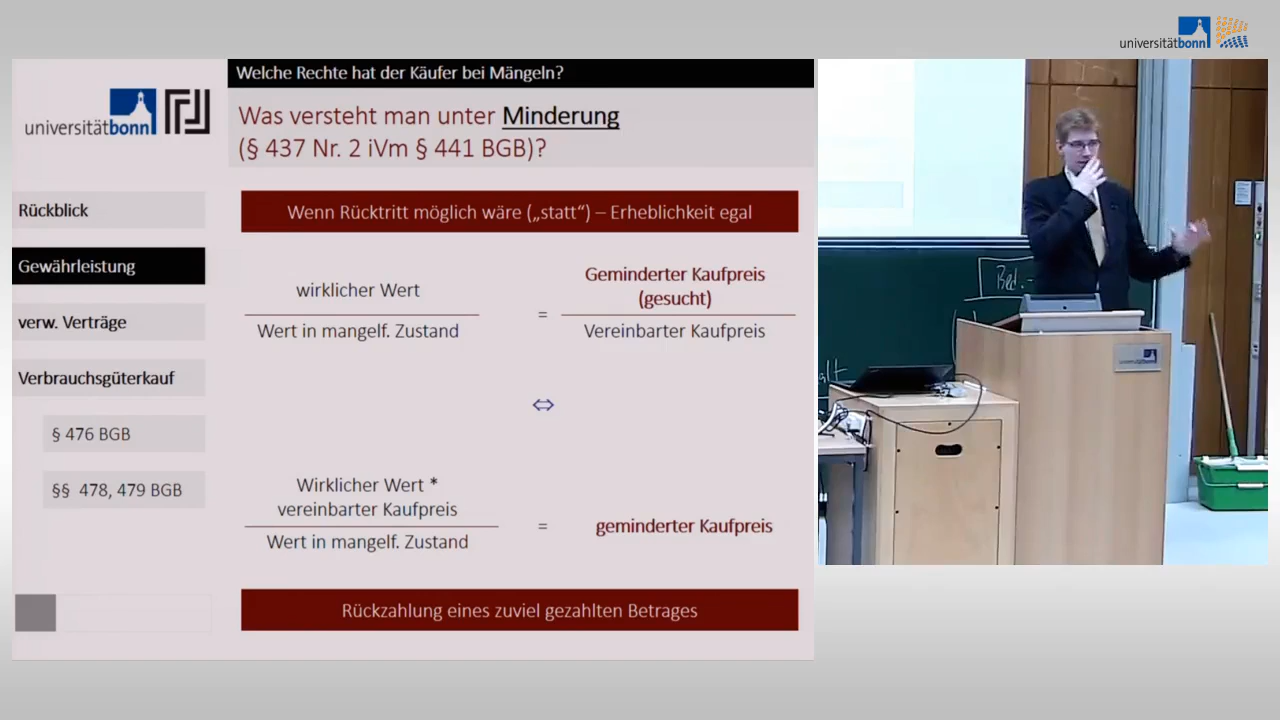 universitätbonn
Welche Rechte hat der Käufer bei Mängeln?
universitätbonn
Was versteht man unter Minderung
(§ 437 Nr. 2 iVm § 441 BGB)?
Rückblick
Gewährleistung
verw. Verträge
Verbrauchsgüterkauf
§ 476 BGB
§§ 478, 479 BGB
Wenn Rücktritt möglich wäre („statt“) – Erheblichkeit egal
wirklicher Wert
Wert in mangelf. Zustand
=
Geminderter Kaufpreis
(gesucht)
Vereinbarter Kaufpreis
⇔
Wirklicher Wert *
vereinbarter Kaufpreis
Wert in mangelf. Zustand
=
geminderter Kaufpreis
Rückzahlung eines zuviel gezahlten Betrages
Bed.
universitätbonn